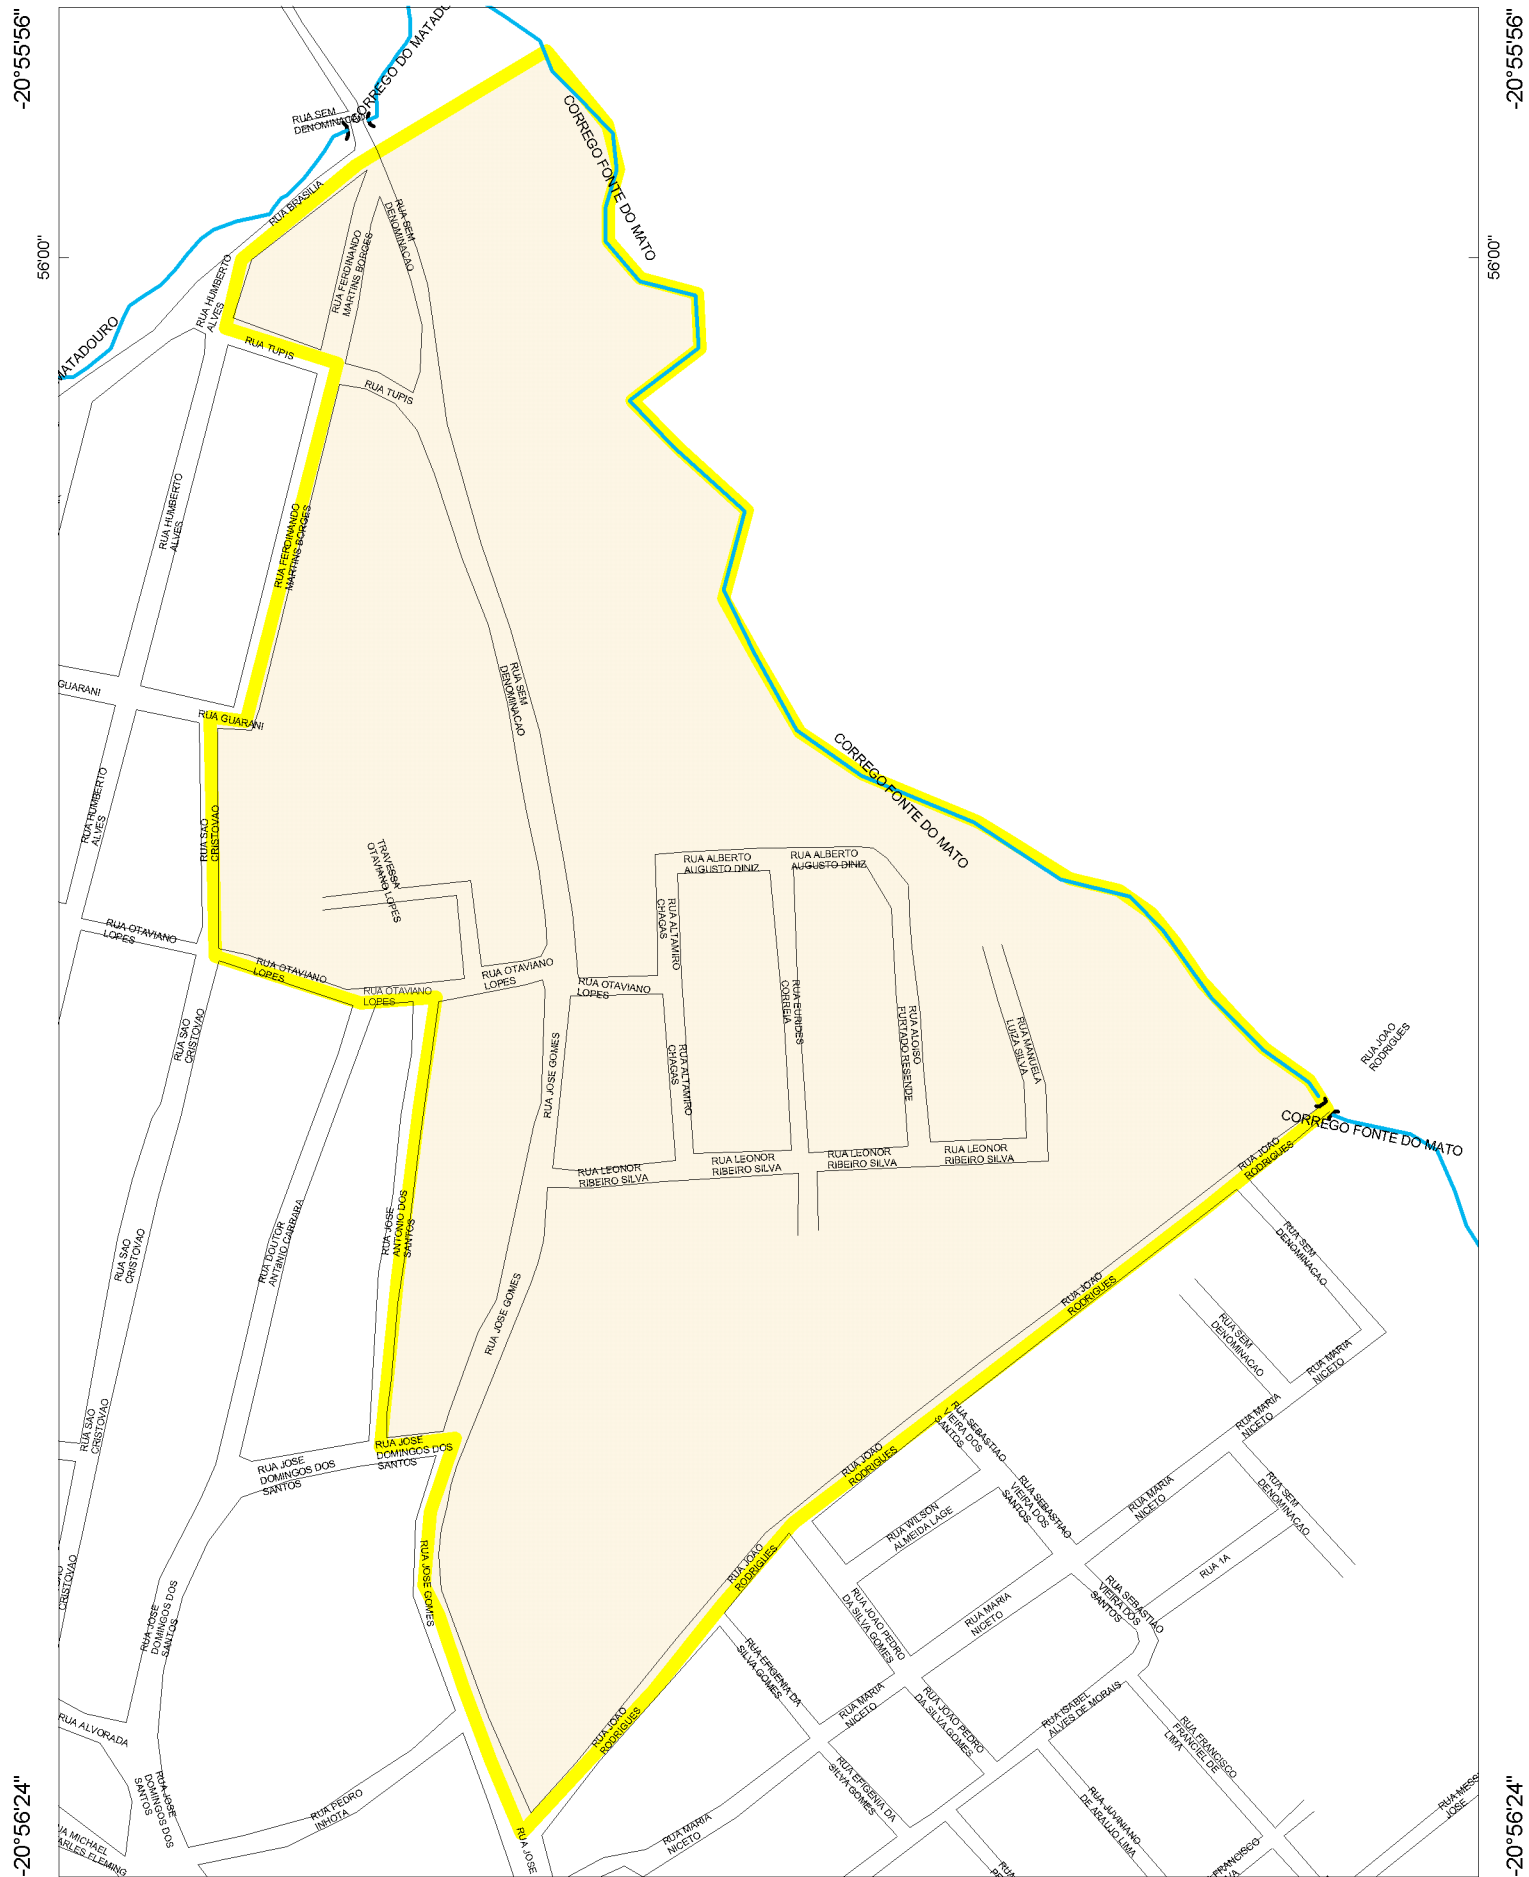 -20°55'56"
-20°55'56"
CORREGO DO MATADO
RUA SEM
DENOMINACAO
CORREGO FONTE DO MATO
RUA BRASILIA
RUA SEM
DENOMINACAO
56'00"
56'00"
RUA HUMBERTO
ALVES
RUA FERDINANDO
MARTINS BORGES
MATADOURO
RUA TUPIS
RUA TUPIS
RUA HUMBERTO
ALVES
RUA FERDINANDO
MARTINS BORGES
GUARANI
RUA GUARANI
RUA SEM
DENOMINACAO
CORREGO FONTE DO MATO
RUA HUMBERTO
ALVES
RUA SAO
CRISTOVAO
TRAVESSA
OTAVIANO LOPES
RUA ALBERTO
AUGUSTO DINIZ
RUA ALBERTO
AUGUSTO DINIZ
RUA ALTAMIRO
CHAGAS
RUA OTAVIANO
LOPES
RUA OTAVIANO
LOPES
RUA OTAVIANO
LOPES
RUA OTAVIANO
LOPES
RUA OTAVIANO
LOPES
RUA EURIDES
CORREIA
RUA ALOISO
FURTADO RESENDE
RUA MANUELA
LUIZA SILVA
RUA SAO
CRISTOVAO
RUA JOSE GOMES
RUA ALTAMIRO
CHAGAS
RUA JOAO
RODRIGUES
CORREGO FONTE DO MATO
RUA LEONOR
RIBEIRO SILVA
RUA LEONOR
RIBEIRO SILVA
RUA LEONOR
RIBEIRO SILVA
RUA LEONOR
RIBEIRO SILVA
RUA JOAO
RODRIGUES
RUA SAO
CRISTOVAO
RUA DOUTOR
ANTëNIO CARRARA
RUA JOSE
ANTONIO DOS
SANTOS
RUA SEM
DENOMINACAO
RUA JOSE GOMES
RUA JOAO
RODRIGUES
RUA SEM
DENOMINACAO
RUA MARIA
NICETO
RUA SAO
CRISTOVAO
RUA JOSE
DOMINGOS DOS
SANTOS
RUA JOSE
DOMINGOS DOS
SANTOS
RUA JOAO
RODRIGUES
RUA SEBASTIAO
VIEIRA DOS
SANTOS
RUA MARIA
NICETO
RUA SEBASTIAO
VIEIRA DOS
SANTOS
RUA MARIA
NICETO
RUA SEM
DENOMINACAO
RUA WILSON
ALMEIDA LAGE
RUA JOSE GOMES
RUA JOAO
RODRIGUES
RUA 1A
CRISTOVAO
RUA JOSE
DOMINGOS DOS
SANTOS
RUA JOAO PEDRO
DA SILVA GOMES
RUA MARIA
NICETO
RUA SEBASTIAO
VIEIRA DOS
SANTOS
RUA EFIGENIA DA
SILVA GOMES
RUA JOAO
RODRIGUES
RUA MARIA
NICETO
RUA JOAO PEDRO
DA SILVA GOMES
RUA ISABEL
ALVES DE MORAIS
RUA FRANCISCO
FRANCIEL DE
LIMA
RUA ALVORADA
RUA JOSE
DOMINGOS DOS
SANTOS
RUA PEDRO
INHOTA
RUA EFIGENIA DA
SILVA GOMES
RUA JUVINIANO
DE ARAUJO LIMA
RUA MESS
JOSE
-20°56'24"
-20°56'24"
MICHAEL
ARLES FLEMING
RUA JOSE
RUA MARIA
NICETO
RUA
FRANCISCO